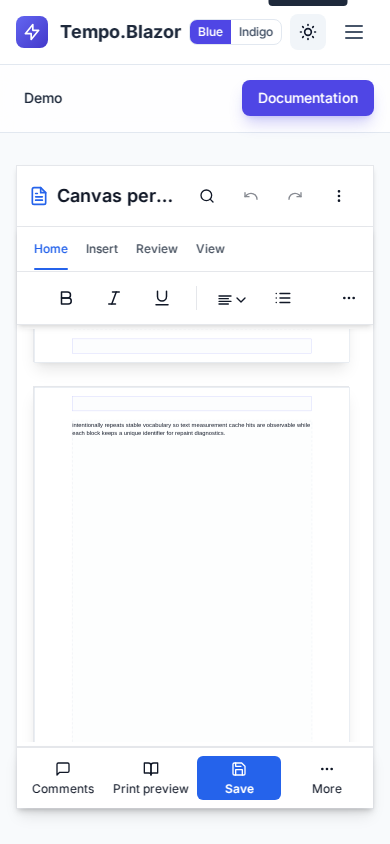 Tempo.Blazor
Blue
Indigo
Demo
Documentation
Canvas per...
Home
Insert
Review
View
intentionally repeats stable vocabulary so text measurement cache hits are observable while
each block keeps a unique identifier for repaint diagnostics.
Comments
Print preview
Save
More